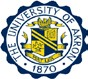 THE UNIVERSITY OF AKRON
1870